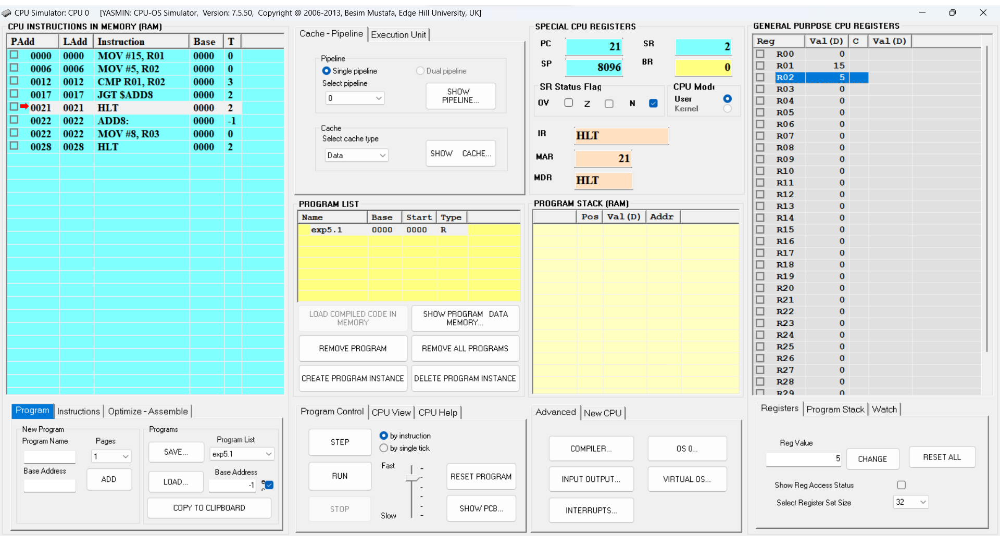 CPU Simulator: CPU 0 [YASMIN: CPU-OS Simulator, Version: 7.5.50, Copyright @ 2006-2013, Besim Mustafa, Edge Hill University, UK]
CPU INSTRUCTIONS IN MEMORY (RAM)
PAdd LAdd Instruction Base T
0000 0000 MOV #15, R01 0000 0
0006 0006 MOV #5, R02 0000 0
0012 0012 CMP R01, R02 0000 3
0017 0017 JGT $ADD8 0000 2
0021 0021 HLT 0000 2
0022 0022 ADD8: 0000 -1
0022 0022 MOV #8, R03 0000 0
0028 0028 HLT 0000 2
Program Instructions Optimize - Assemble
New Program
Program Name Pages
1
Base Address
ADD
Programs
Program List
SAVE... exp5.1
Base Address
LOAD... -1
COPY TO CLIPBOARD
Cache - Pipeline Execution Unit
Pipeline
Single pipeline Dual pipeline
Select pipeline
0
SHOW
PIPELINE...
Cache
Select cache type
Data
SHOW CACHE...
PROGRAM LIST
Name Base Start Type
exp5.1 0000 0000 R
LOAD COMPILED CODE IN
MEMORY
SHOW PROGRAM DATA
MEMORY...
REMOVE PROGRAM REMOVE ALL PROGRAMS
CREATE PROGRAM INSTANCE DELETE PROGRAM INSTANCE
Program Control CPU View CPU Help
STEP
by instruction
by single tick
RUN
Fast
RESET PROGRAM
STOP
Slow
SHOW PCB...
SPECIAL CPU REGISTERS
PC 21 SR 2
SP 8096 BR 0
SR Status Flag
OV Z N
CPU Mode
User
Kernel
IR HLT
MAR 21
MDR HLT
PROGRAM STACK (RAM)
Pos Val (D) Addr
Advanced New CPU
COMPILER... OS 0...
INPUT OUTPUT... VIRTUAL OS...
INTERRUPTS...
GENERAL PURPOSE CPU REGISTERS
Reg Val (D) C Val (D)
R00 0
R01 15
R02 5
R03 0
R04 0
R05 0
R06 0
R07 0
R08 0
R09 0
R10 0
R11 0
R12 0
R13 0
R14 0
R15 0
R16 0
R17 0
R18 0
R19 0
R20 0
R21 0
R22 0
R23 0
R24 0
R25 0
R26 0
R27 0
R28 0
R29 0
Registers Program Stack Watch
Reg Value
5 CHANGE RESET ALL
Show Reg Access Status
Select Register Set Size 32